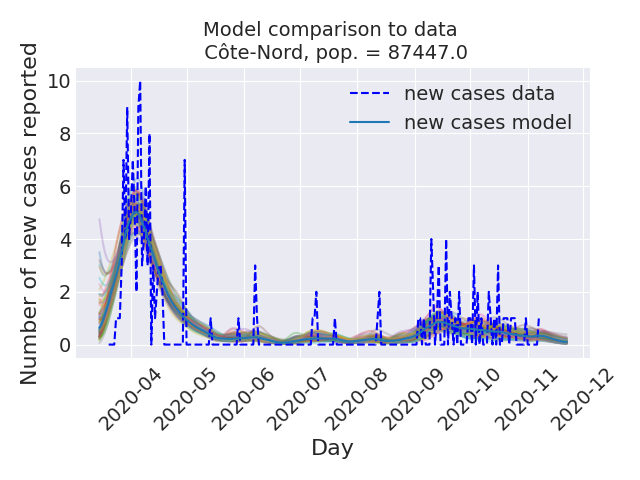 Model comparison to data
Côte-Nord, pop. = 87447.0
Number of new cases reported
10
8
6
4
2
0
new cases data
new cases model
2020-04
2020-05
2020-06
2020-07
2020-08
2020-09
2020-10
2020-11
2020-12
Day